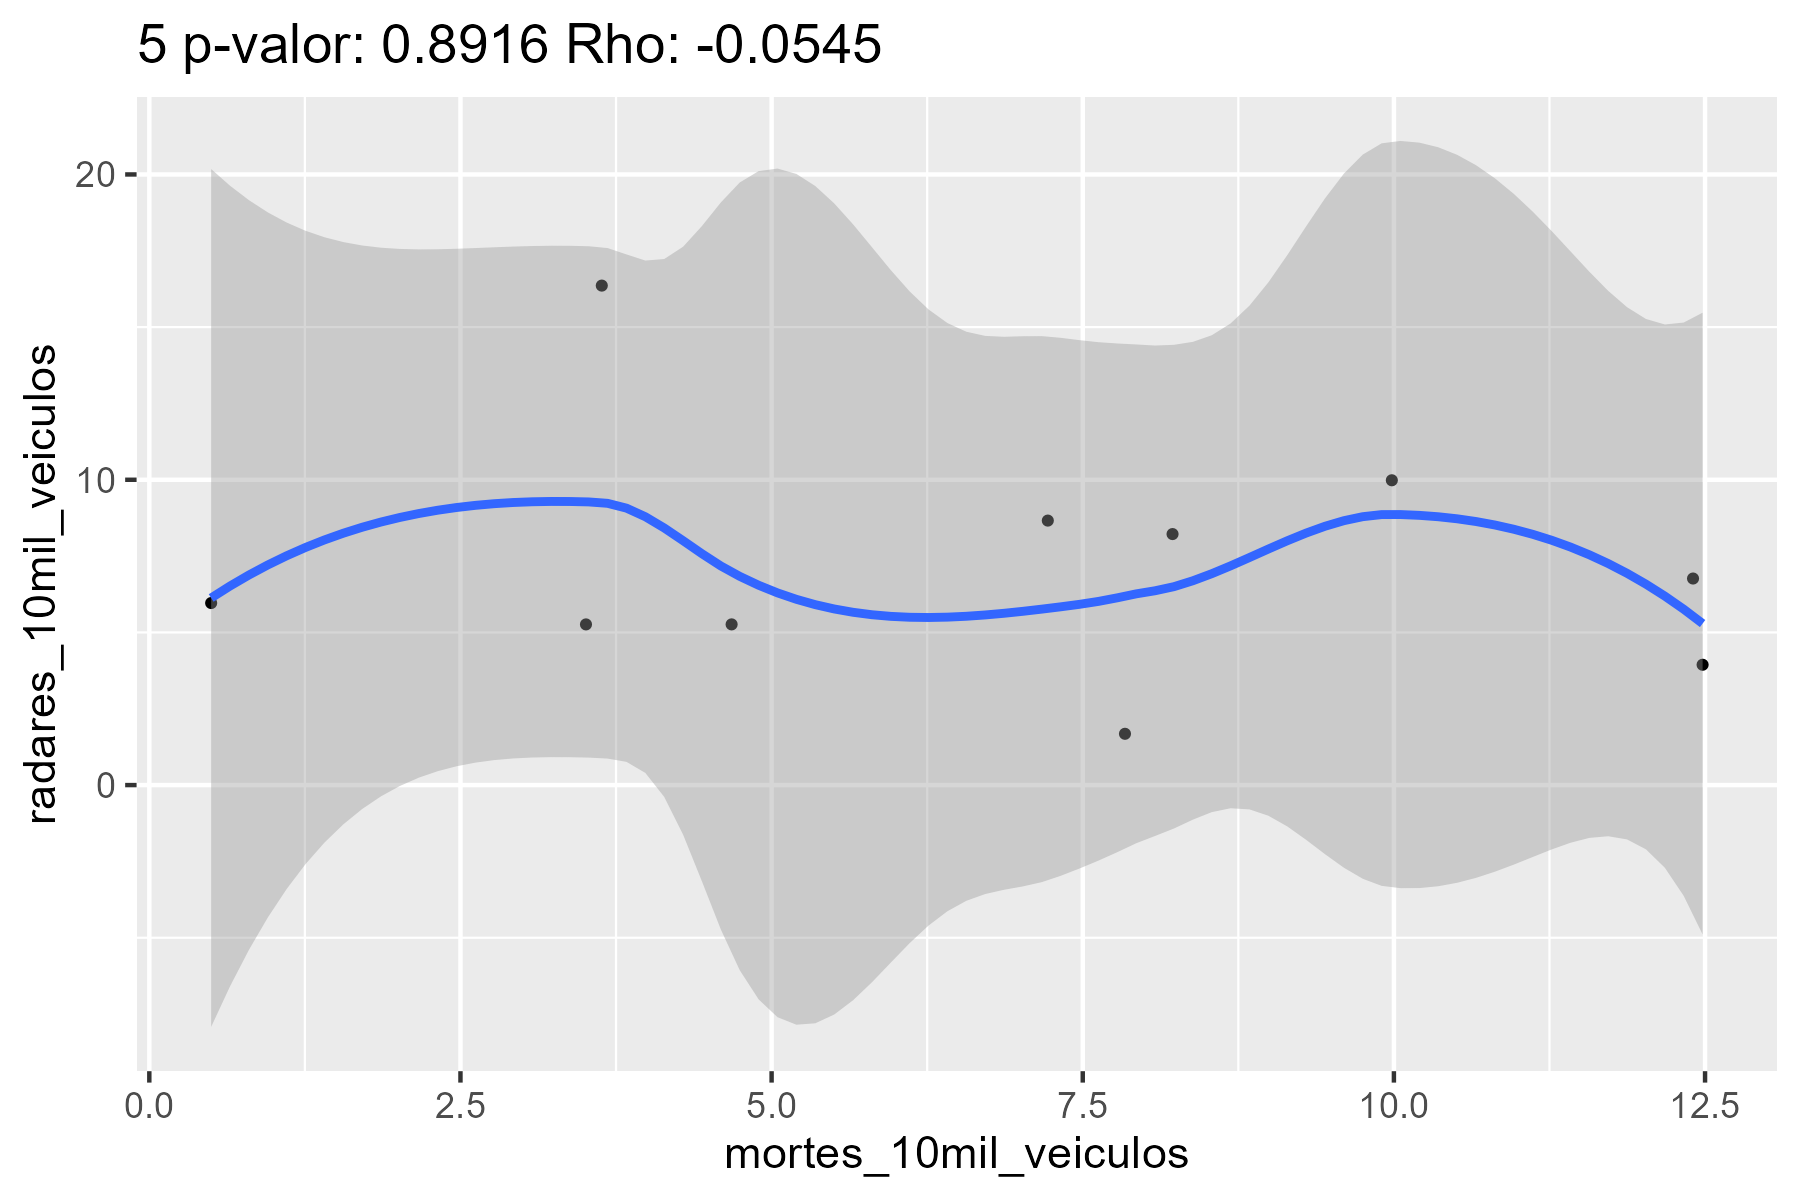 5 p-valor: 0.8916 Rho: -0.0545
radares_10mil_veiculos
20
10
0
0.0 2.5 5.0 7.5 10.0 12.5
mortes_10mil_veiculos